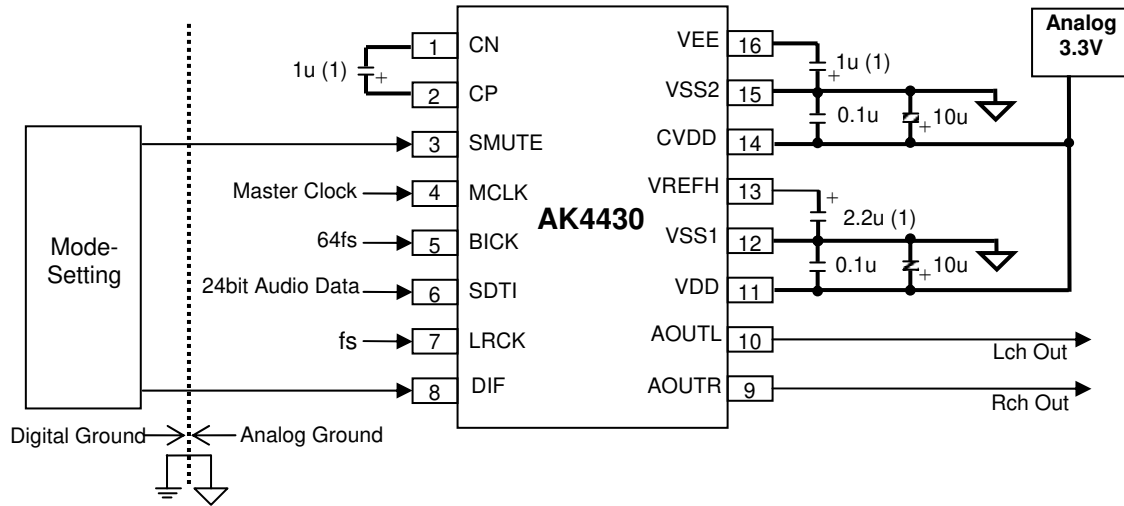 Mode-
Setting
Digital Ground
Analog Ground
1u (1)
+
1
CN
2
CP
3
SMUTE
Master Clock
4
MCLK
64fs
5
BICK
24bit Audio Data
6
SDTI
fs
7
LRCK
8
DIF
AK4430
VEE
16
1u (1)
+
VSS2
15
0.1u
+
10u
CVDD
14
VREFH
13
+
2.2u (1)
VSS1
12
0.1u
+
10u
VDD
11
AOUTL
10
Lch Out
AOUTR
9
Rch Out
Analog
3.3V